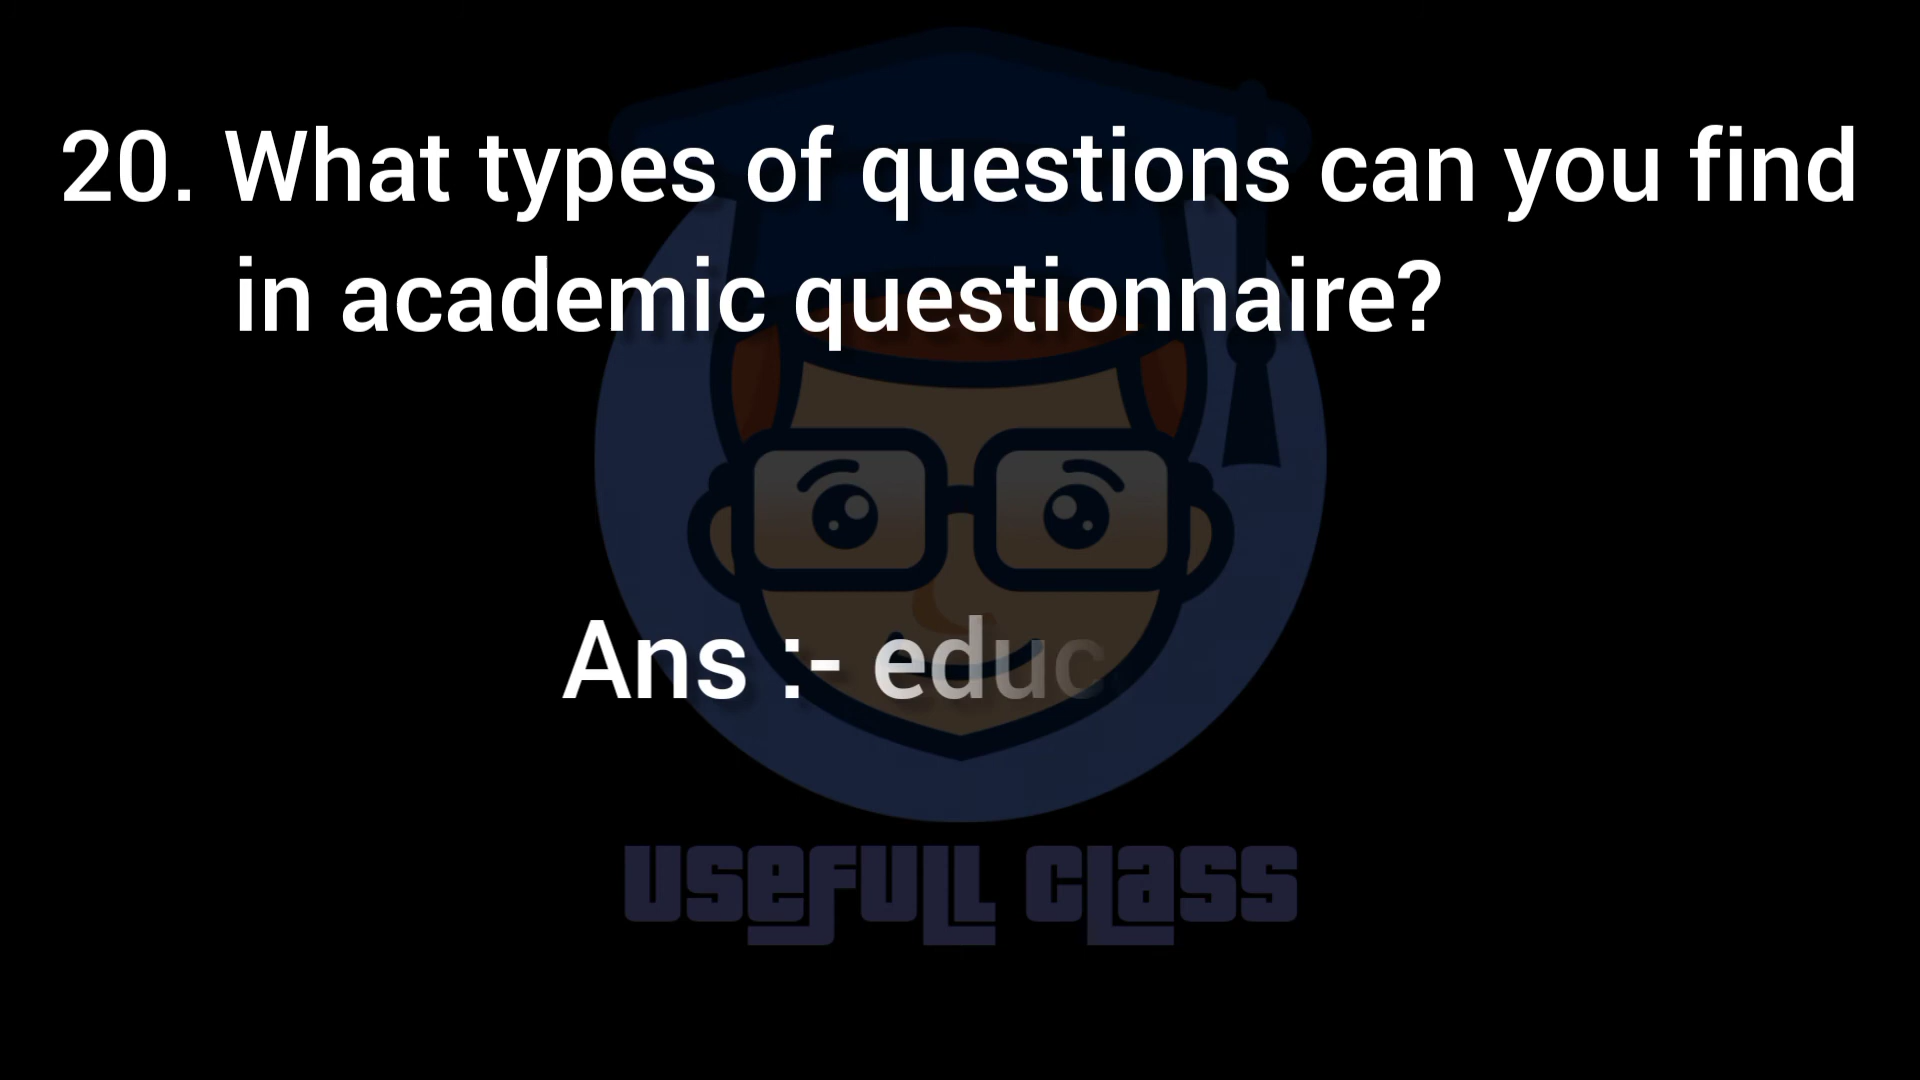 20. What types of questions can you find
in academic questionnaire?
Ans :- educ
USEFULL CLASS